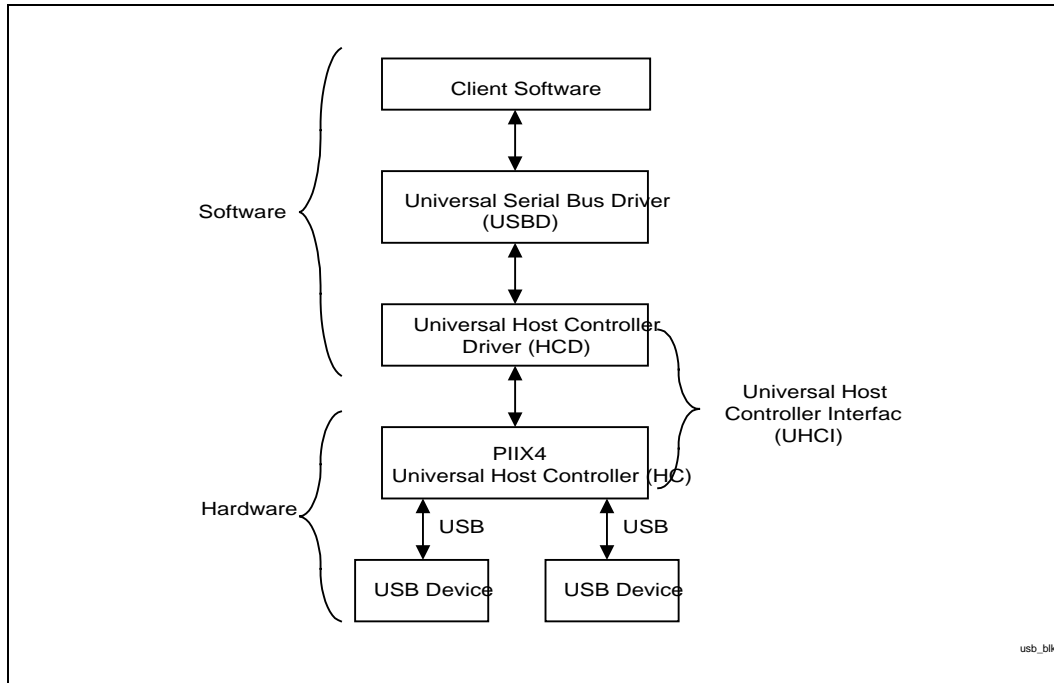 Client Software
Universal Serial Bus Driver
(USBD)
Software
Universal Host Controller
Driver (HCD)
Universal Host
Controller Interfac
(UHCI)
PIIX4
Universal Host Controller (HC)
Hardware
USB
USB
USB Device
USB Device
usb_blk